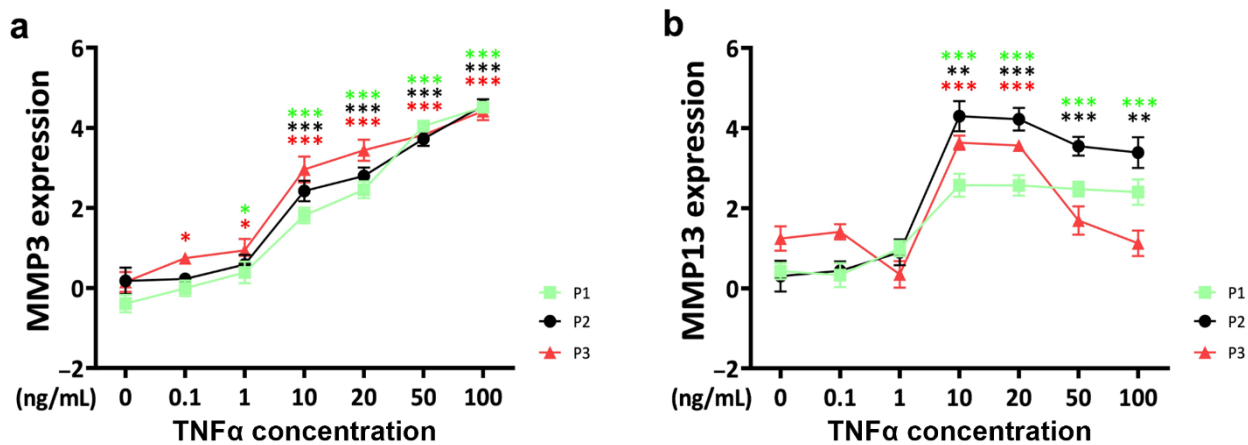 a
MMP3 expression
6
4
2
0
−2
***
***
***
***
***
***
***
***
***
***
***
***
*
*
*
P1
P2
P3
(ng/mL) 0 0.1 1 10 20 50 100
TNFα concentration
b
MMP13 expression
6
4
2
0
−2
*** *** *** ***
** *** *** **
*** ***
P1
P2
P3
(ng/mL) 0 0.1 1 10 20 50 100
TNFα concentration